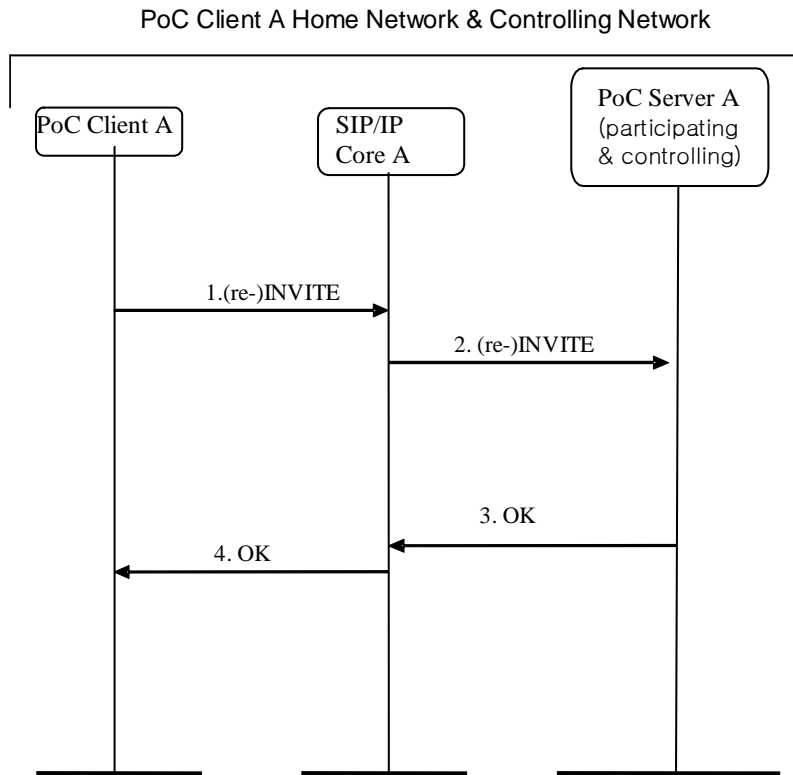 PoC Client A Home Network & Controlling Network
PoC Client A
SIP/IP
Core A
PoC Server A
(participating
& controlling)
1.(re-)INVITE
2. (re-)INVITE
3. OK
4. OK